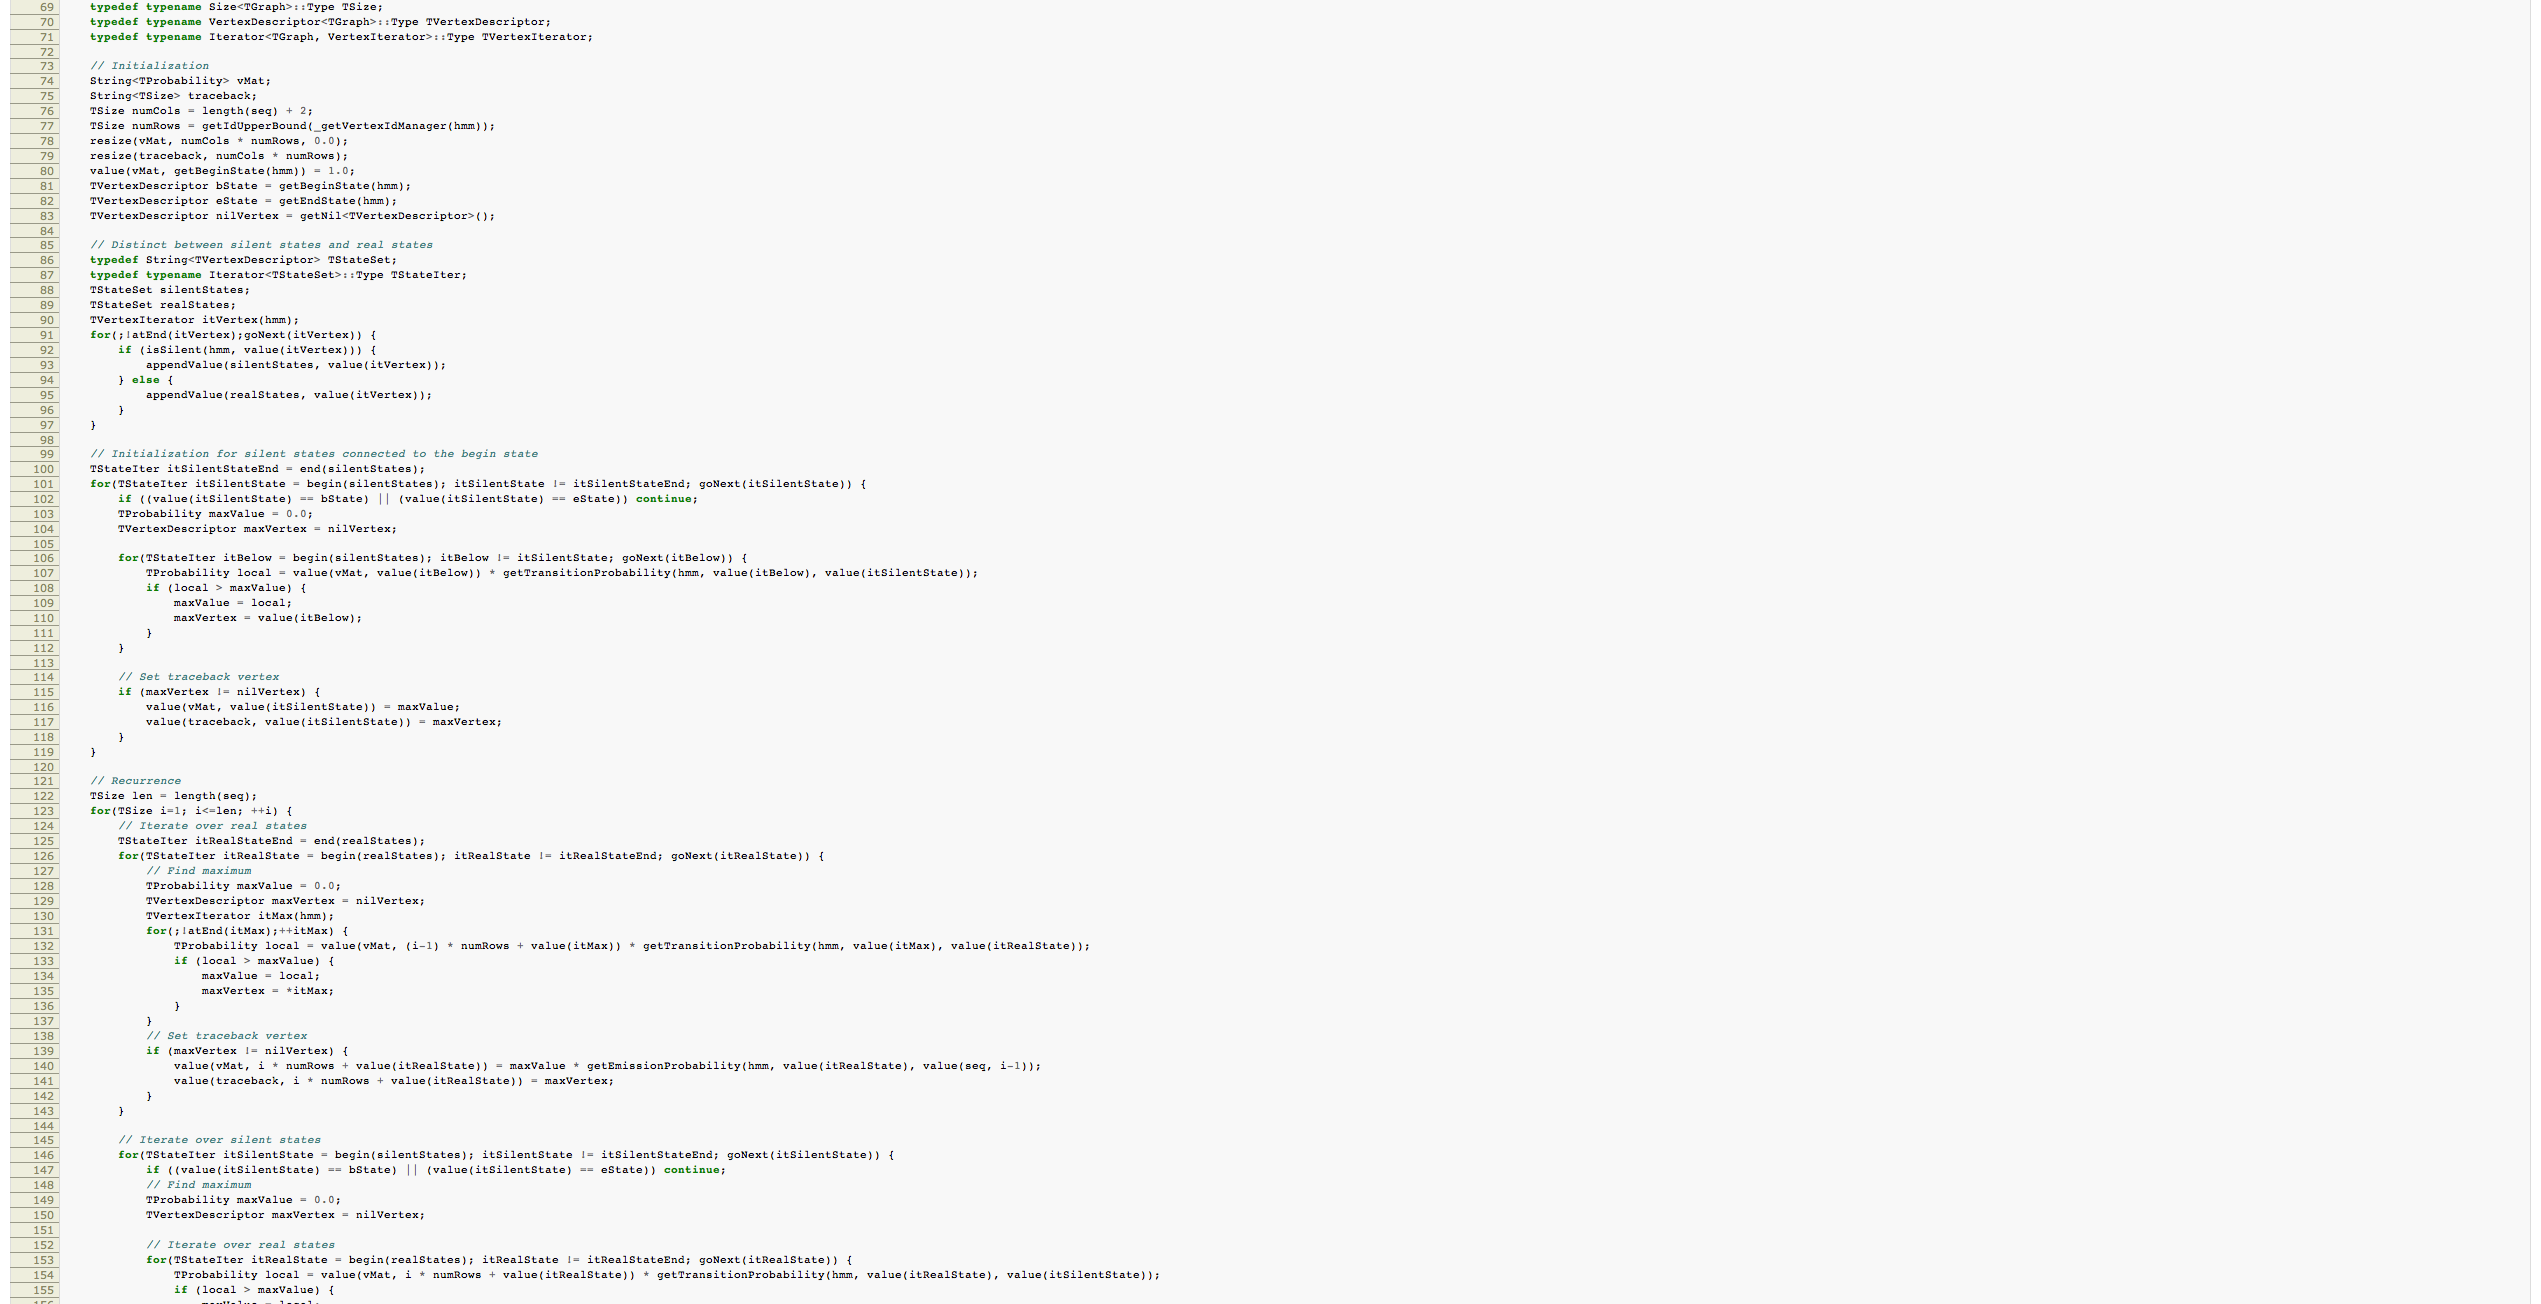 69 typedef typename Size<TGraph>::Type TSize;
70 typedef typename VertexDescriptor<TGraph>::Type TVertexDescriptor;
71 typedef typename Iterator<TGraph, VertexIterator>::Type TVertexIterator;
72
73 // Initialization
74 String<TProbability> vMat;
75 String<TSize> traceback;
76 TSize numCols = length(seq) + 2;
77 TSize numRows = getIdUpperBound(_getVertexIdManager(hmm));
78 resize(vMat, numCols * numRows, 0.0);
79 resize(traceback, numCols * numRows);
80 value(vMat, getBeginState(hmm)) = 1.0;
81 TVertexDescriptor bState = getBeginState(hmm);
82 TVertexDescriptor eState = getEndState(hmm);
83 TVertexDescriptor nilVertex = getNil<TVertexDescriptor>();
84
85 // Distinct between silent states and real states
86 typedef String<TVertexDescriptor> TStateSet;
87 typedef typename Iterator<TStateSet>::Type TStateIter;
88 TStateSet silentStates;
89 TStateSet realStates;
90 TVertexIterator itVertex(hmm);
91 for(;!atEnd(itVertex);goNext(itVertex)) {
92 if (isSilent(hmm, value(itVertex))) {
93 appendValue(silentStates, value(itVertex));
94 } else {
95 appendValue(realStates, value(itVertex));
96 }
97 }
98
99 // Initialization for silent states connected to the begin state
100 TStateIter itSilentStateEnd = end(silentStates);
101 for(TStateIter itSilentState = begin(silentStates); itSilentState != itSilentStateEnd; goNext(itSilentState)) {
102 if ((value(itSilentState) == bState) || (value(itSilentState) == eState)) continue;
103 TProbability maxValue = 0.0;
104 TVertexDescriptor maxVertex = nilVertex;
105
106 for(TStateIter itBelow = begin(silentStates); itBelow != itSilentState; goNext(itBelow)) {
107 TProbability local = value(vMat, value(itBelow)) * getTransitionProbability(hmm, value(itBelow), value(itSilentState));
108 if (local > maxValue) {
109 maxValue = local;
110 maxVertex = value(itBelow);
111 }
112 }
113
114 // Set traceback vertex
115 if (maxVertex != nilVertex) {
116 value(vMat, value(itSilentState)) = maxValue;
117 value(traceback, value(itSilentState)) = maxVertex;
118 }
119 }
120
121 // Recurrence
122 TSize len = length(seq);
123 for(TSize i=1; i<=len; ++i) {
124 // Iterate over real states
125 TStateIter itRealStateEnd = end(realStates);
126 for(TStateIter itRealState = begin(realStates); itRealState != itRealStateEnd; goNext(itRealState)) {
127 // Find maximum
128 TProbability maxValue = 0.0;
129 TVertexDescriptor maxVertex = nilVertex;
130 TVertexIterator itMax(hmm);
131 for(;!atEnd(itMax);++itMax) {
132 TProbability local = value(vMat, (i-1) * numRows + value(itMax)) * getTransitionProbability(hmm, value(itMax), value(itRealState));
133 if (local > maxValue) {
134 maxValue = local;
135 maxVertex = *itMax;
136 }
137 }
138 // Set traceback vertex
139 if (maxVertex != nilVertex) {
140 value(vMat, i * numRows + value(itRealState)) = maxValue * getEmissionProbability(hmm, value(itRealState), value(seq, i-1));
141 value(traceback, i * numRows + value(itRealState)) = maxVertex;
142 }
143 }
144
145 // Iterate over silent states
146 for(TStateIter itSilentState = begin(silentStates); itSilentState != itSilentStateEnd; goNext(itSilentState)) {
147 if ((value(itSilentState) == bState) || (value(itSilentState) == eState)) continue;
148 // Find maximum
149 TProbability maxValue = 0.0;
150 TVertexDescriptor maxVertex = nilVertex;
151
152 // Iterate over real states
153 for(TStateIter itRealState = begin(realStates); itRealState != itRealStateEnd; goNext(itRealState)) {
154 TProbability local = value(vMat, i * numRows + value(itRealState)) * getTransitionProbability(hmm, value(itRealState), value(itSilentState));
155 if (local > maxValue) {